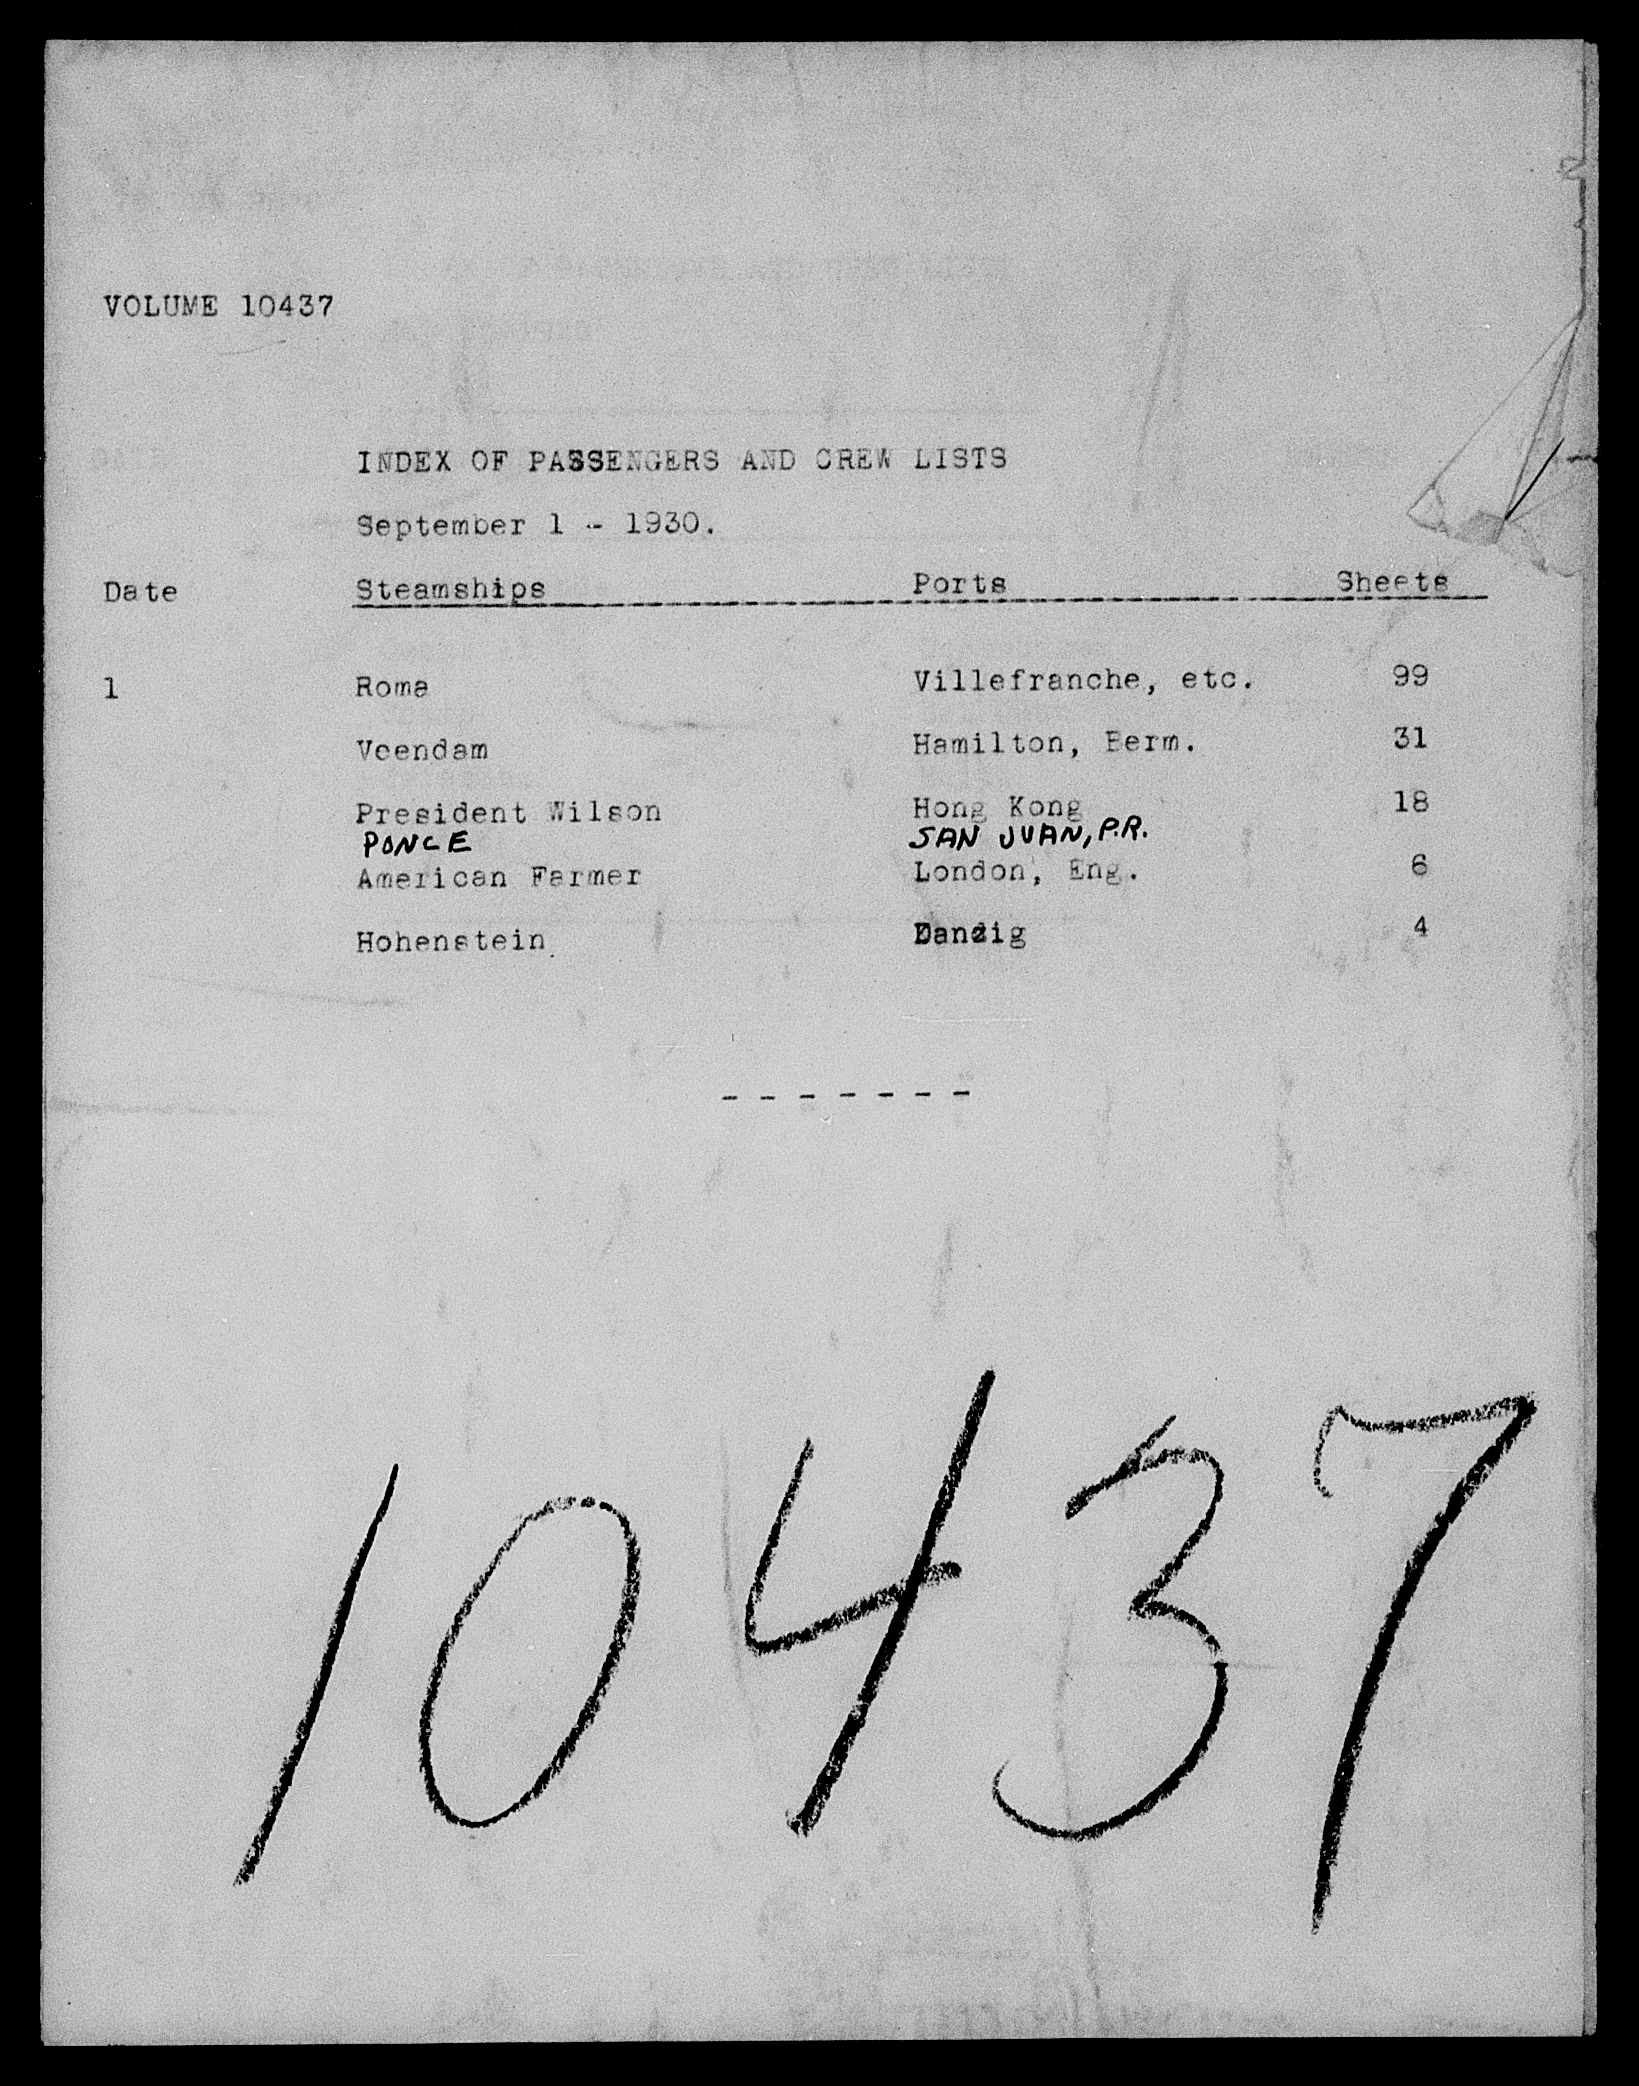 VOLUME 10437
INDEX OF PASSENGERS AND CREW LISTS
September 1 - 1930.
Date Steamships Ports Sheets
1 Roma Villefranche, etc. 99
Veendam Hamilton, Berm. 31
President Wilson Hong Kong 18
PONCE SAN JUAN, P.R.
American Farmer London, Eng. 6
Hohenstein Danzig 4
- - - - - - -
10437